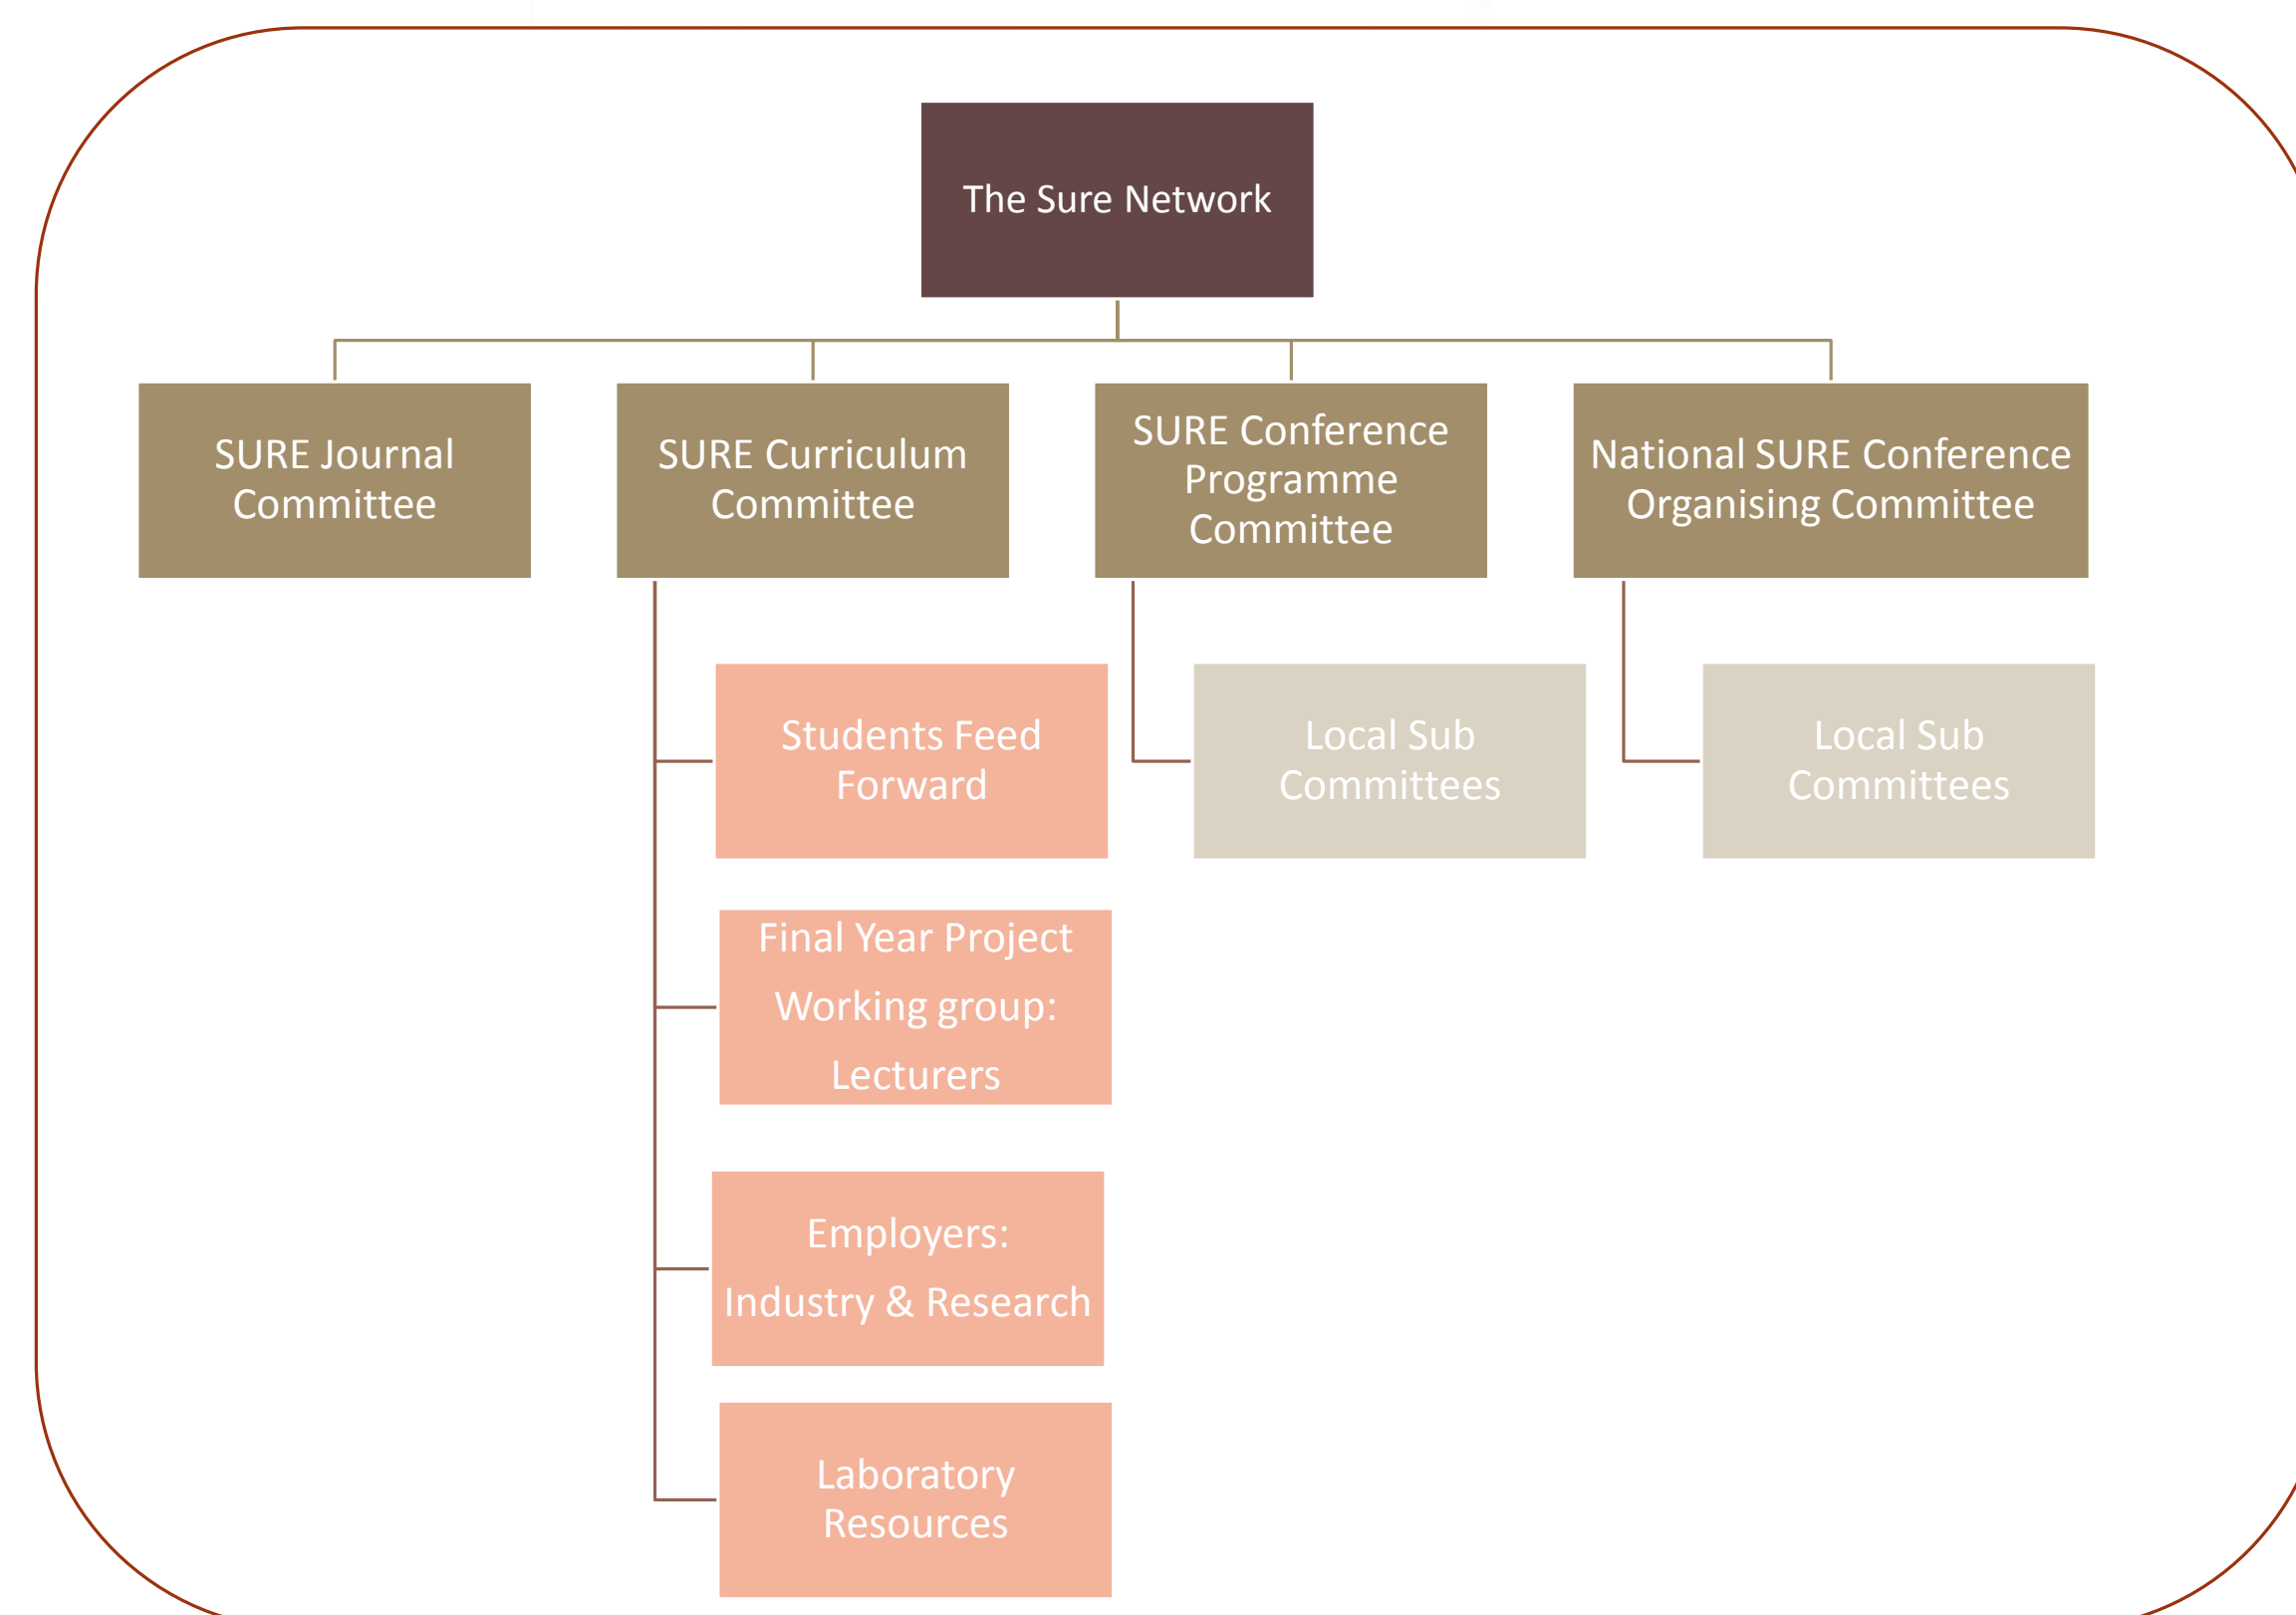 The Sure Network
SURE Journal
Committee
SURE Curriculum
Committee
SURE Conference
Programme
Committee
National SURE Conference
Organising Committee
Students Feed
Forward
Local Sub
Committees
Local Sub
Committees
Final Year Project
Working group:
Lecturers
Employers:
Industry & Research
Laboratory
Resources